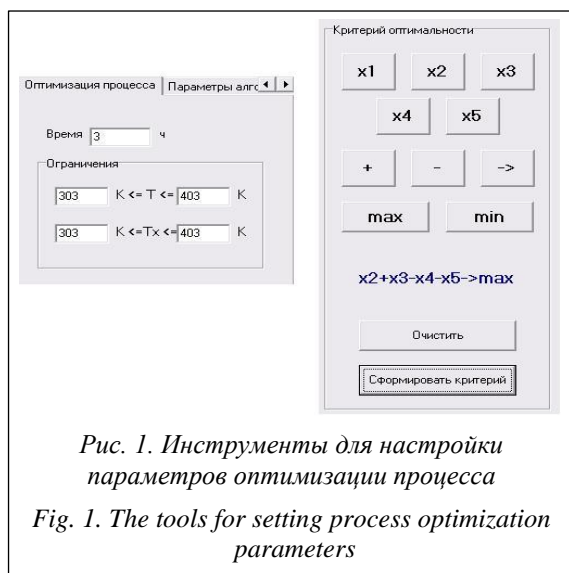 Оптимизация процесса Параметры алго
Время 3 ч
Ограничения
303 K <= T <= 403 K
303 K <=Tx <= 403 K
Критерий оптимальности
x1 x2 x3
x4 x5
+ - ->
max min
x2+x3-x4-x5->max
Очистить
Сформировать критерий
Рис. 1. Инструменты для настройки
параметров оптимизации процесса
Fig. 1. The tools for setting process optimization
parameters